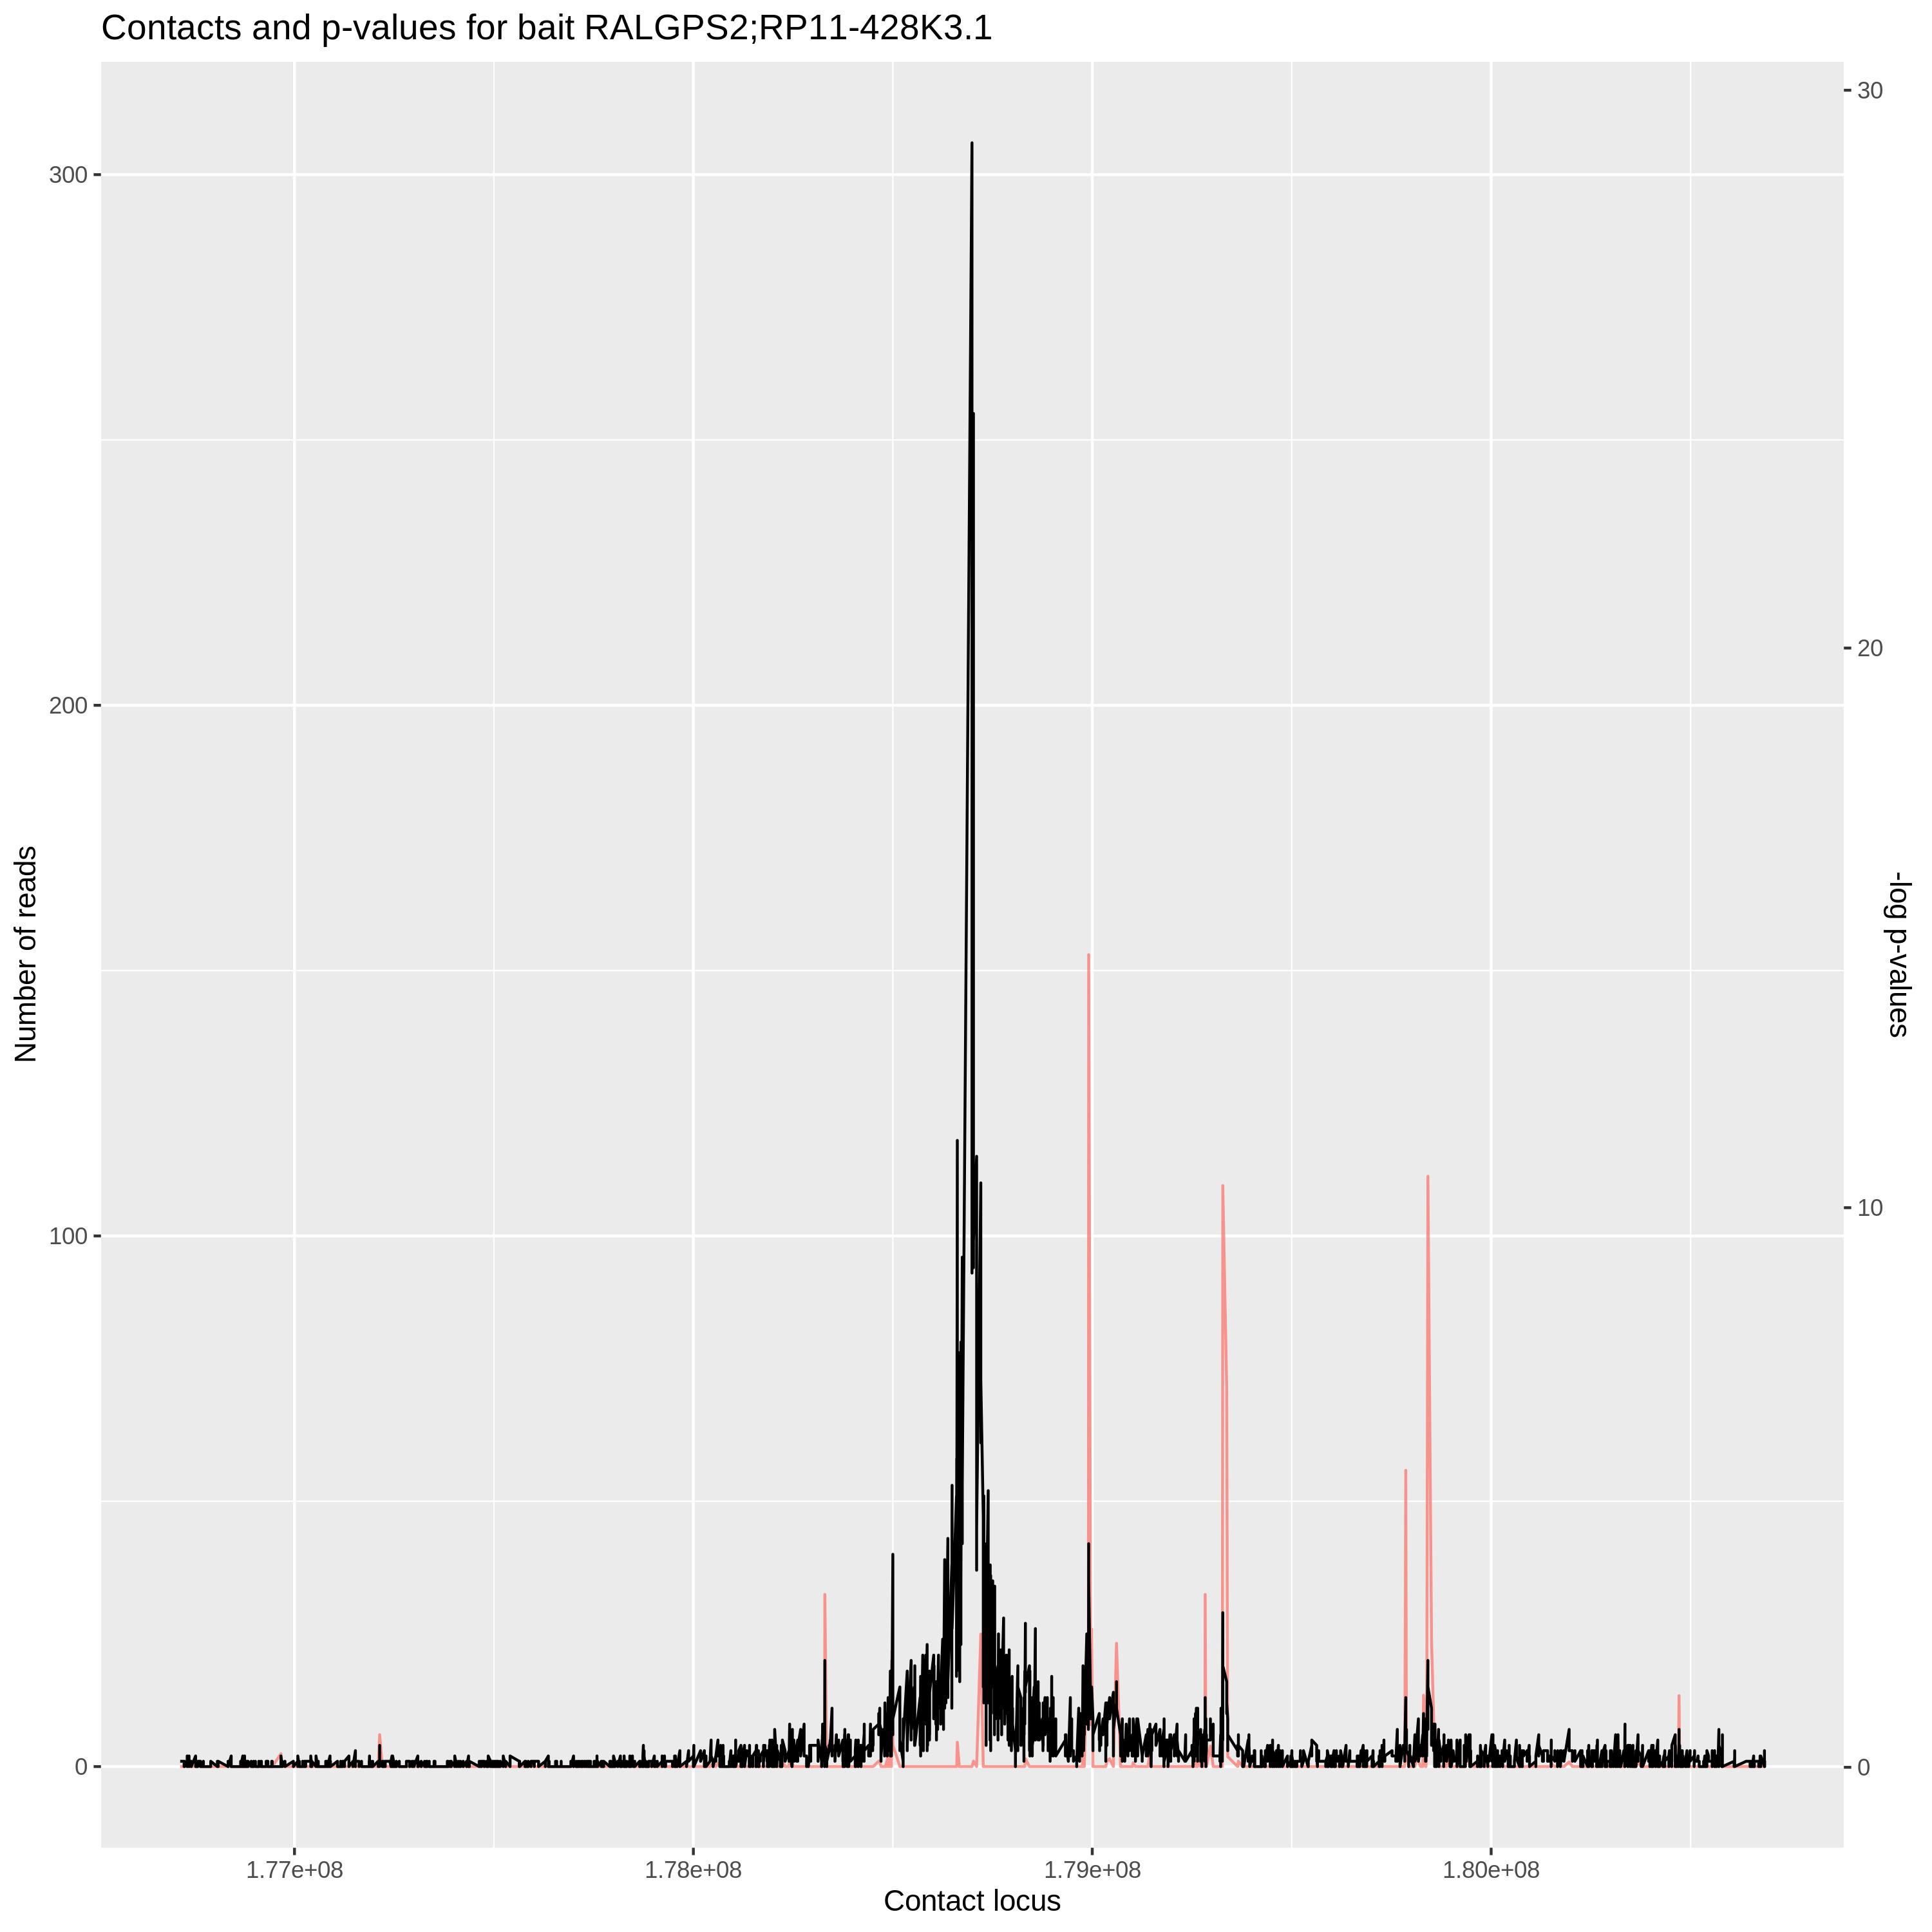 Contacts and p-values for bait RALGPS2;RP11-428K3.1
30
300
20
200
Number of reads
-log p-values
10
100
0
0
1.77e+08
1.78e+08
1.79e+08
1.80e+08
Contact locus